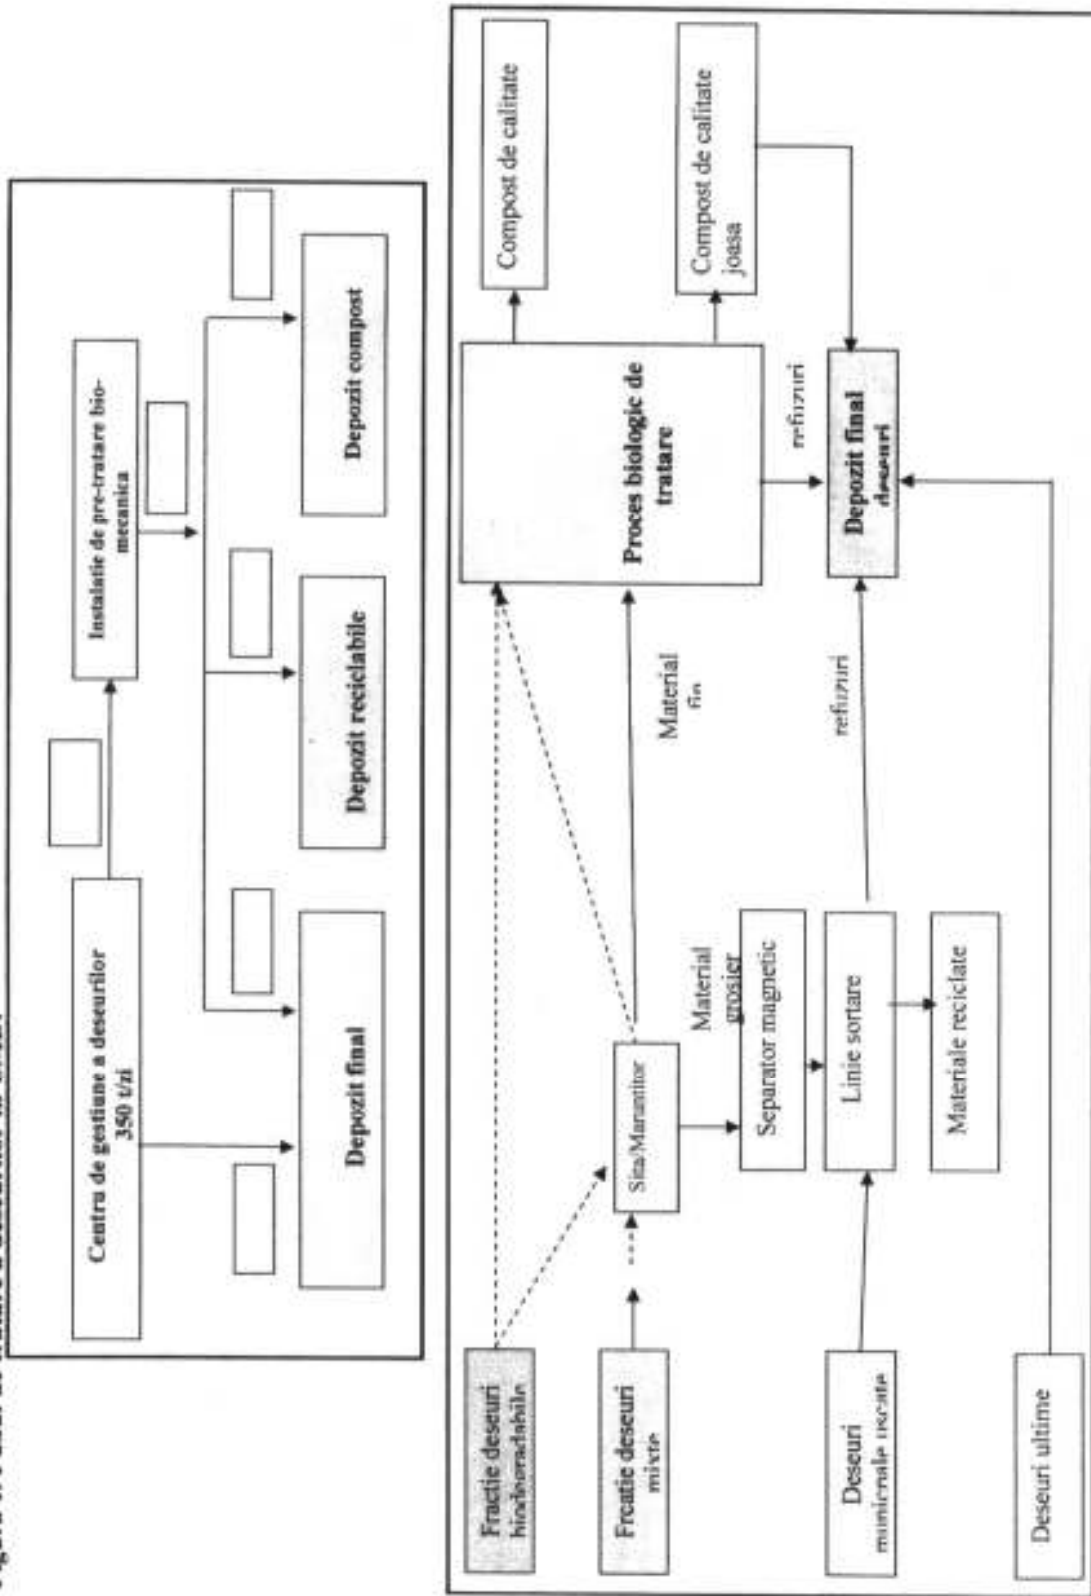 Centru de gestiune a deseurilor
350 t/zi
Instalatie de pre-tratare bio-
mecanica
Depozit final
Depozit reciclabile
Depozit compost
Fractie deseuri
biodegradabile
Freatie deseuri
mixte
Deseuri
municipale uscate
Deseuri ultime
Sita/Marantitor
Material
grosier
Separator magnetic
Linie sortare
Materiale reciclate
Material
fin
refuzuri
Proces biologic de
tratare
refuzuri
Depozit final
deseuri
Compost de calitate
Compost de calitate
joasa